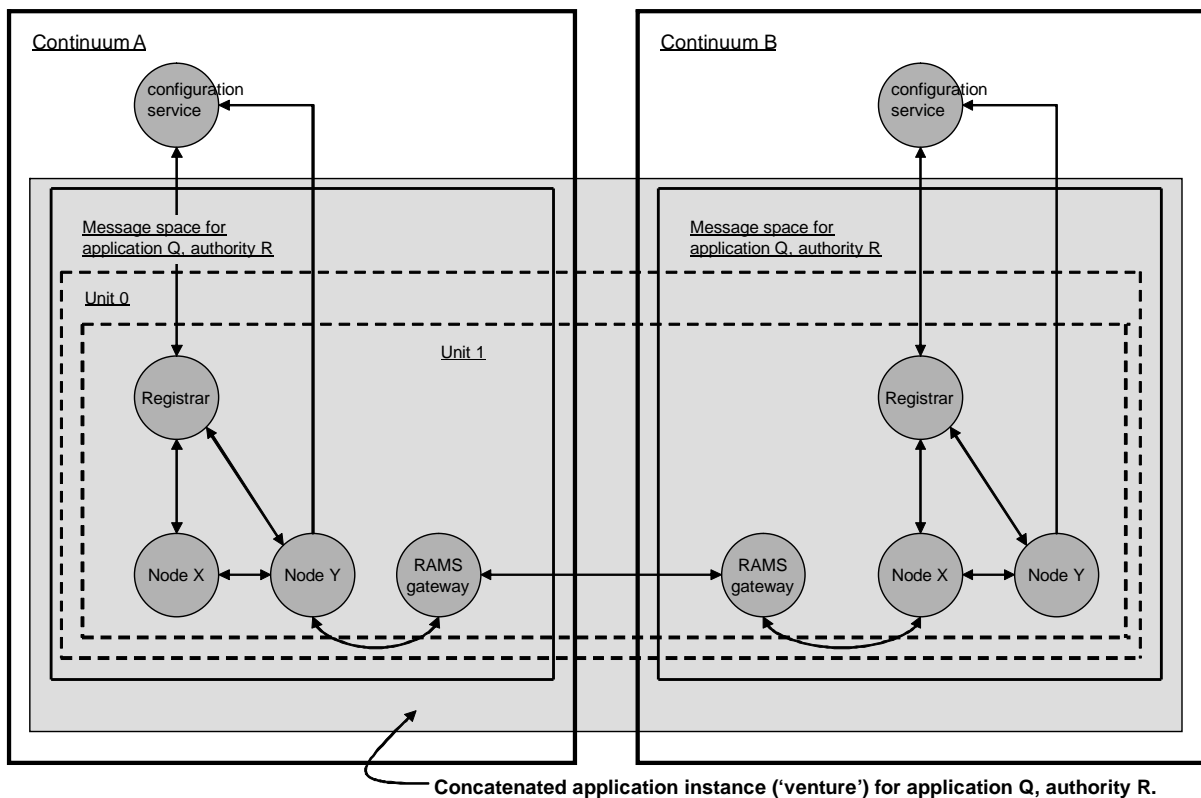 Continuum A
configuration
service
Message space for
application Q, authority R
Unit 0
Unit 1
Registrar
Node X
Node Y
RAMS
gateway
Continuum B
configuration
service
Message space for
application Q, authority R
Registrar
RAMS
gateway
Node X
Node Y
Concatenated application instance (‘venture’) for application Q, authority R.